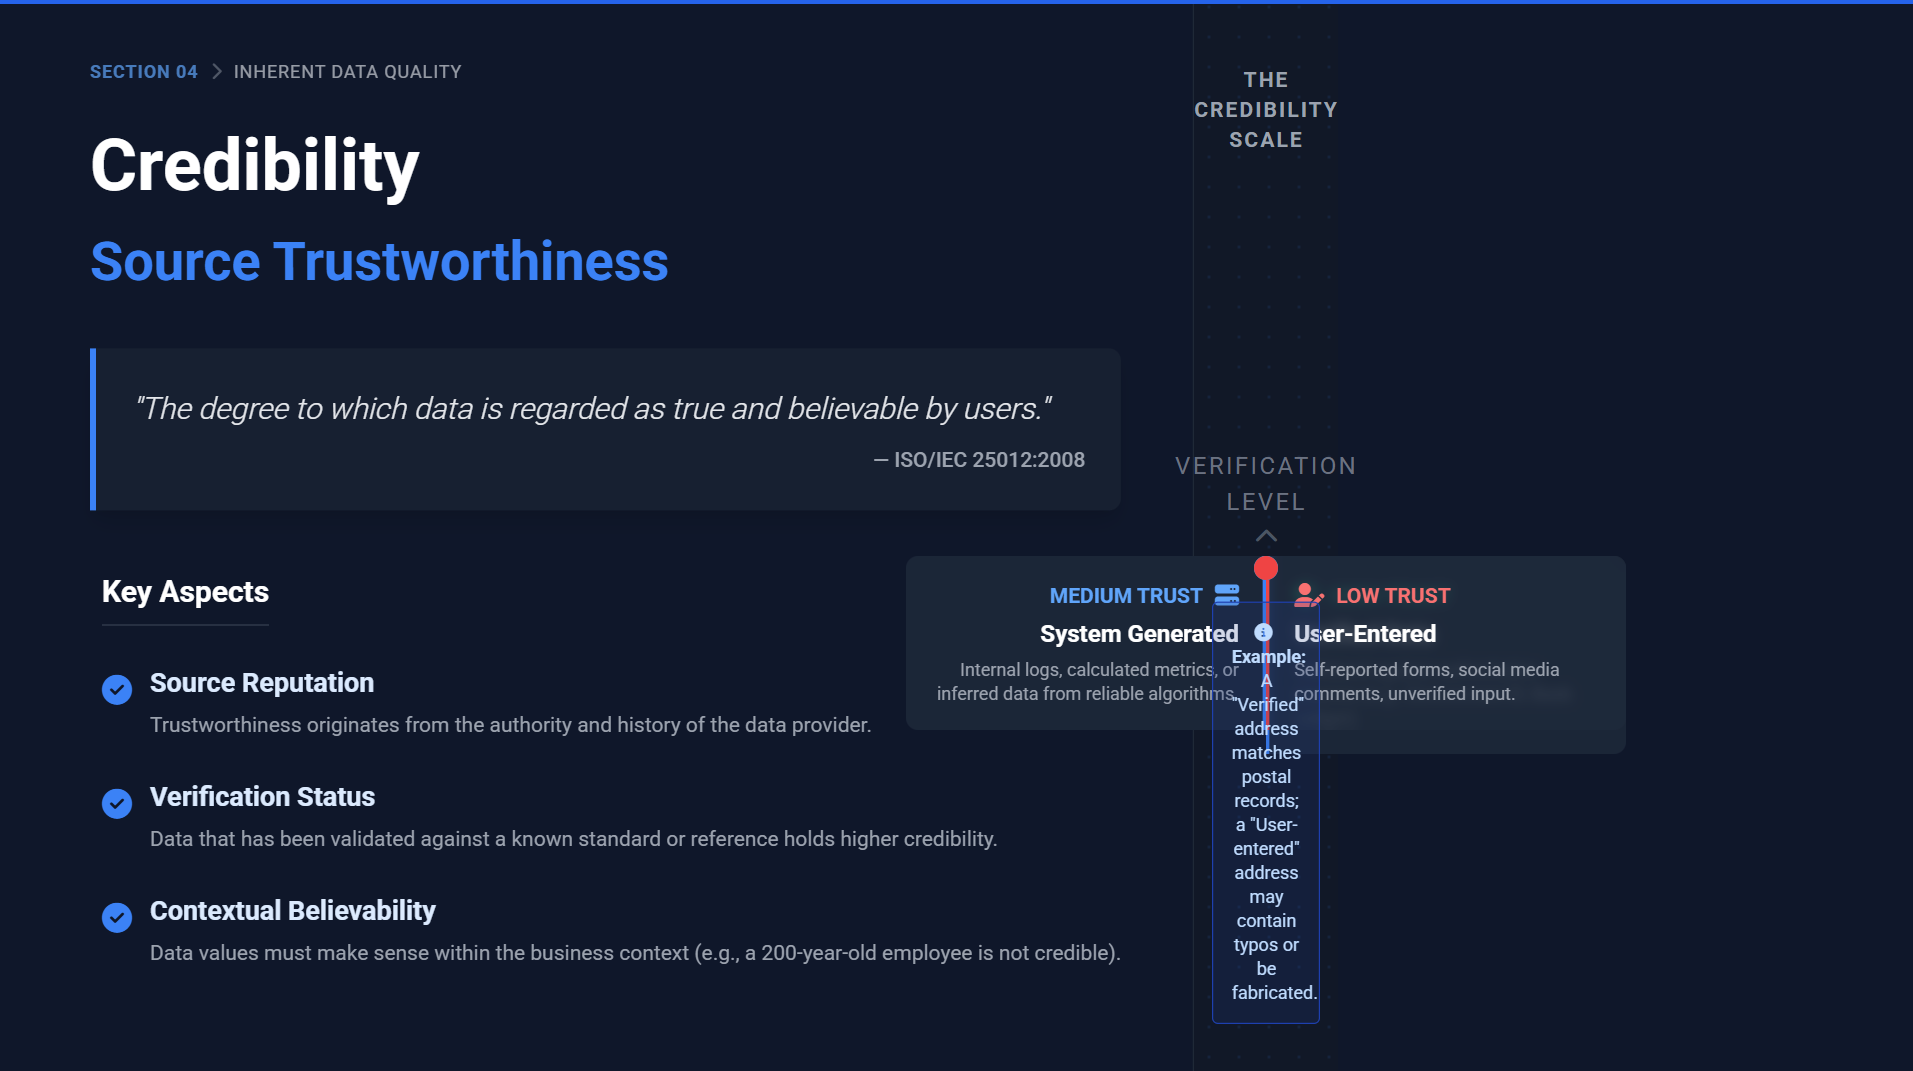 SECTION 04 > INHERENT DATA QUALITY
Credibility
Source Trustworthiness
"The degree to which data is regarded as true and believable by users."
— ISO/IEC 25012:2008
Key Aspects
Source Reputation
Trustworthiness originates from the authority and history of the data provider.
Verification Status
Data that has been validated against a known standard or reference holds higher credibility.
Contextual Believability
Data values must make sense within the business context (e.g., a 200-year-old employee is not credible).
THE
CREDIBILITY
SCALE
VERIFICATION
LEVEL
MEDIUM TRUST
System Generated
Internal logs, calculated metrics, or
inferred data from reliable algorithms.
LOW TRUST
User-Entered
Self-reported forms, social media
comments, unverified input.
Example:
A
"Verified"
address
matches
postal
records;
a "User-
entered"
address
may
contain
typos or
be
fabricated.